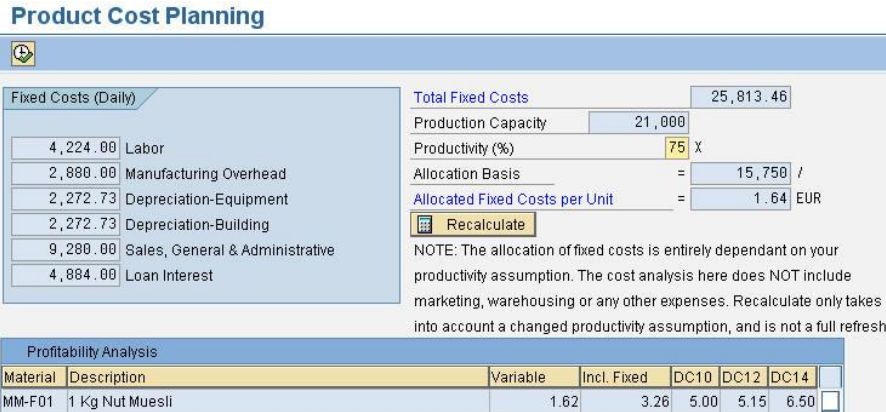 Product Cost Planning
Fixed Costs (Daily)
4,224.00 Labor
2,880.00 Manufacturing Overhead
2,272.73 Depreciation-Equipment
2,272.73 Depreciation-Building
9,280.00 Sales, General & Administrative
4,884.00 Loan Interest
Total Fixed Costs 25,813.46
Production Capacity 21,000
Productivity (%) 75 X
Allocation Basis = 15,750 /
Allocated Fixed Costs per Unit = 1.64 EUR
Recalculate
NOTE: The allocation of fixed costs is entirely dependant on your
productivity assumption. The cost analysis here does NOT include
marketing, warehousing or any other expenses. Recalculate only takes
into account a changed productivity assumption, and is not a full refresh
Profitability Analysis
Material Description Variable Incl. Fixed DC10 DC12 DC14
MM-F01 1 Kg Nut Muesli 1.62 3.26 5.00 5.15 6.50